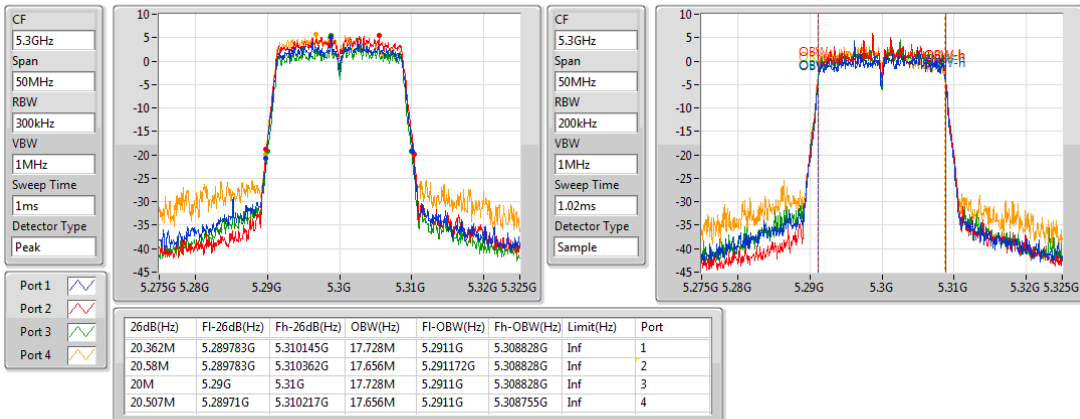 CF
5.3GHz
Span
50MHz
RBW
300kHz
VBW
1MHz
Sweep Time
1ms
Detector Type
Peak
10
5
0
-5
-10
-15
-20
-25
-30
-35
-40
-45
5.275G 5.28G 5.29G 5.3G 5.31G 5.32G 5.325G
CF
5.3GHz
Span
50MHz
RBW
200kHz
VBW
1MHz
Sweep Time
1.02ms
Detector Type
Sample
10
5
0
-5
-10
-15
-20
-25
-30
-35
-40
-45
5.275G 5.28G 5.29G 5.3G 5.31G 5.32G 5.325G
Port 1
Port 2
Port 3
Port 4
26dB(Hz) Fl-26dB(Hz) Fh-26dB(Hz) OBW(Hz) Fl-OBW(Hz) Fh-OBW(Hz) Limit(Hz) Port
20.362M 5.289783G 5.310145G 17.728M 5.2911G 5.308828G Inf 1
20.58M 5.289783G 5.310362G 17.656M 5.291172G 5.308828G Inf 2
20M 5.29G 5.31G 17.728M 5.2911G 5.308828G Inf 3
20.507M 5.28971G 5.310217G 17.656M 5.2911G 5.308755G Inf 4